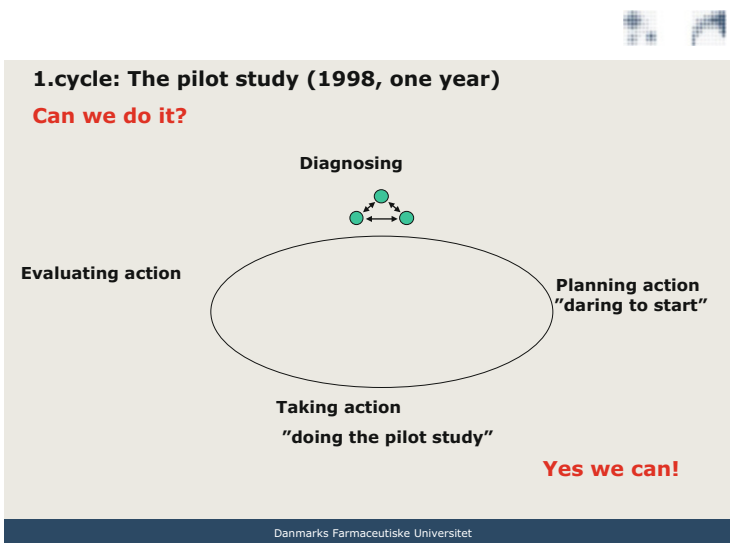 1.cycle: The pilot study (1998, one year)
Can we do it?
Diagnosing
Evaluating action
Planning action
”daring to start”
Taking action
”doing the pilot study”
Yes we can!
Danmarks Farmaceutiske Universitet